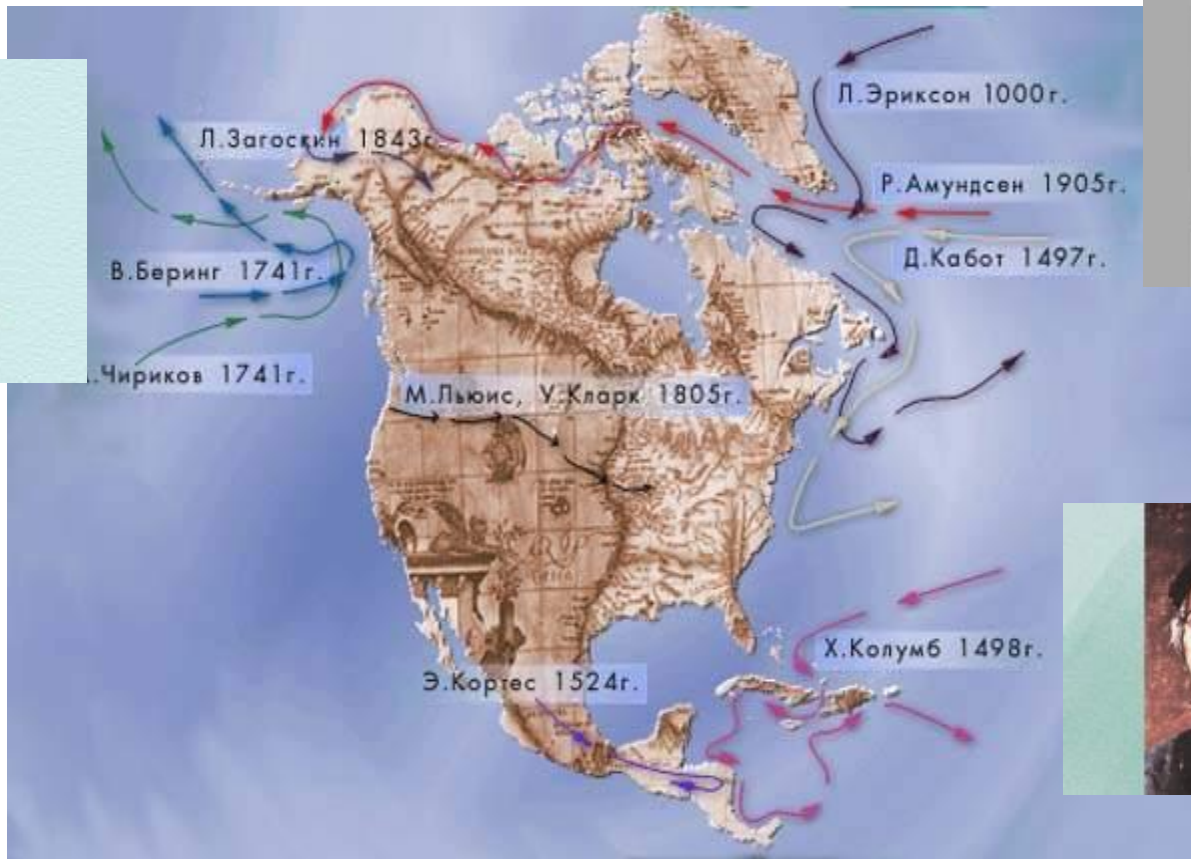 Л.Эриксон 1000г.
Л.Загоскин 1843г
Р.Амундсен 1905г.
Д.Кабот 1497г.
В.Беринг 1741г.
.Чириков 1741г.
М.Льюис, У.Кларк 1805г.
Х.Колумб 1498г.
Э.Кортес 1524г.